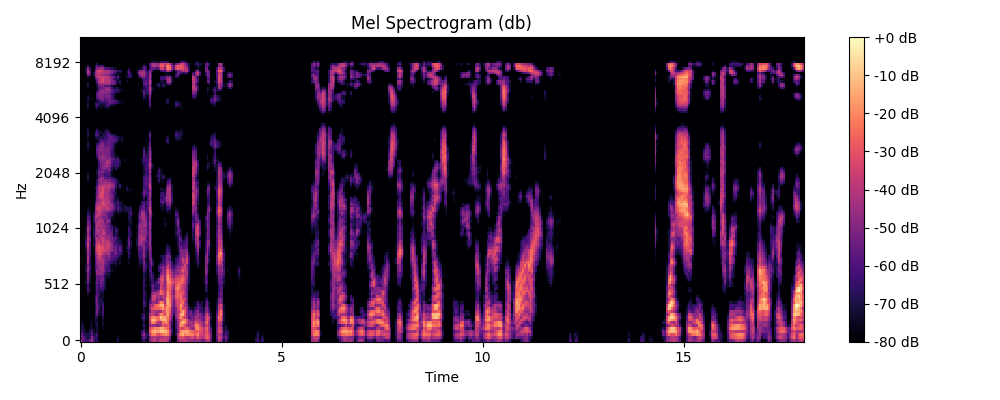 Mel Spectrogram (db)
Hz
8192
4096
2048
1024
512
0
0 5 10 15
Time
+0 dB
-10 dB
-20 dB
-30 dB
-40 dB
-50 dB
-60 dB
-70 dB
-80 dB